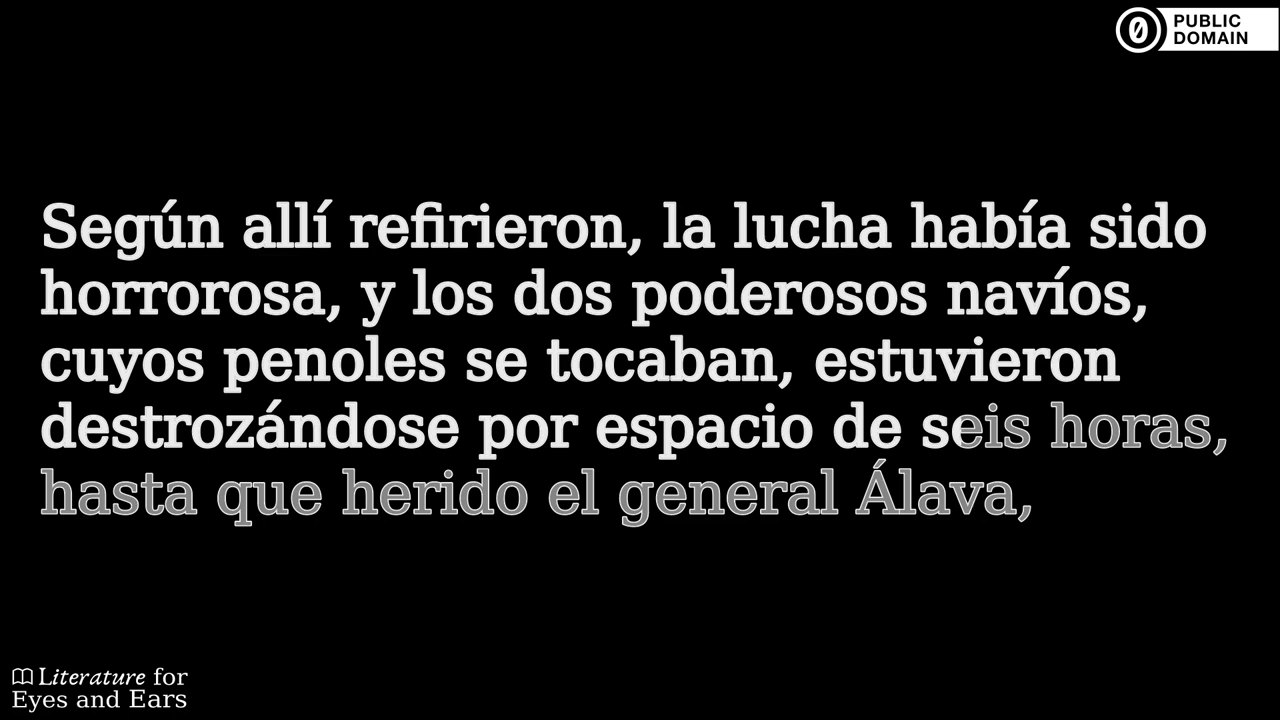 PUBLIC
DOMAIN
Según allí refirieron, la lucha había sido
horrorosa, y los dos poderosos navíos,
cuyos penoles se tocaban, estuvieron
destrozándose por espacio de seis horas,
hasta que herido el general Álava,
Literature for
Eyes and Ears